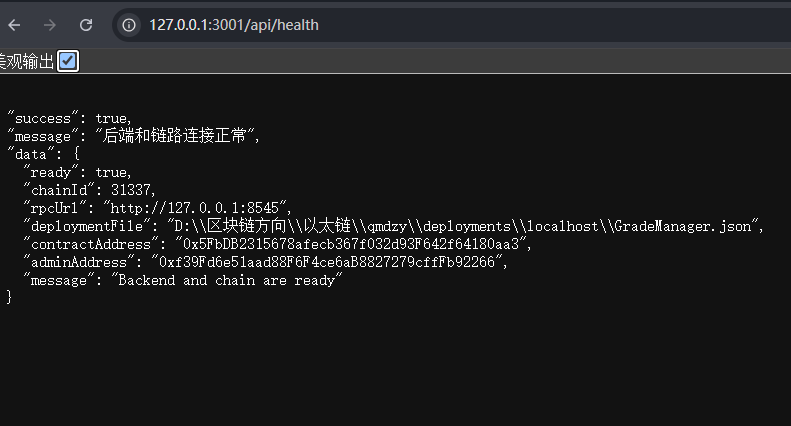 127.0.0.1:3001/api/health
美观输出
"success": true,
"message": "后端和链路连接正常",
"data": {
"ready": true,
"chainId": 31337,
"rpcUrl": "http://127.0.0.1:8545",
"deploymentFile": "D:\\区块链方向\\以太链\\qmdzy\\deployments\\localhost\\GradeManager.json",
"contractAddress": "0x5FbDB2315678afecb367f032d93F642f64180aa3",
"adminAddress": "0xf39Fd6e51aad88F6F4ce6aB8827279cffFb92266",
"message": "Backend and chain are ready"
}